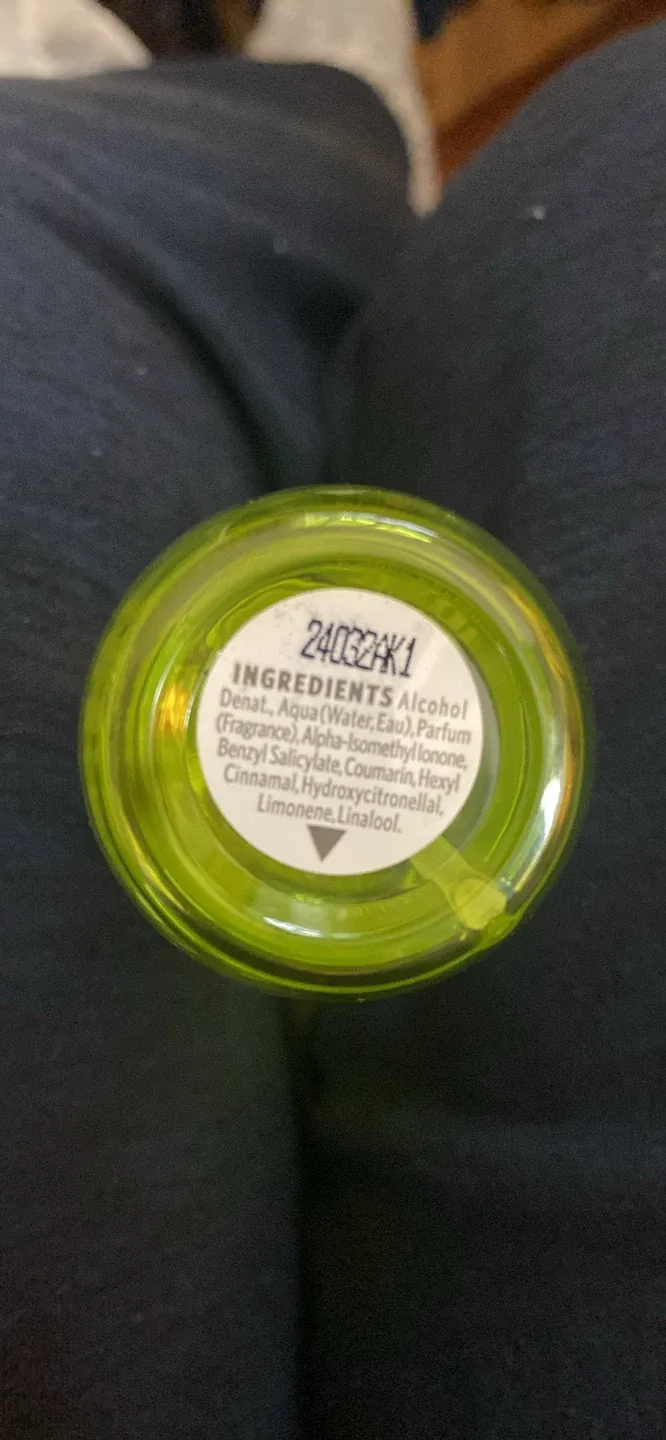 24032AK1
INGREDIENTS Alcohol
Denat., Aqua (Water, Eau), Parfum
(Fragrance), Alpha-Isomethyl Ionone,
Benzyl Salicylate, Coumarin, Hexyl
Cinnamal, Hydroxycitronellal,
Limonene, Linalool.